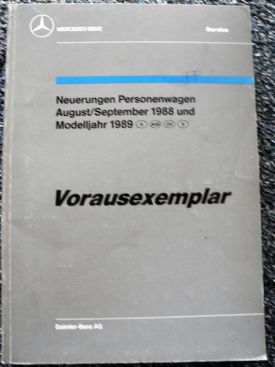 MERCEDES-BENZ
Service
Neuerungen Personenwagen
August/September 1988 und
Modelljahr 1989
Vorausexemplar
Daimler-Benz AG